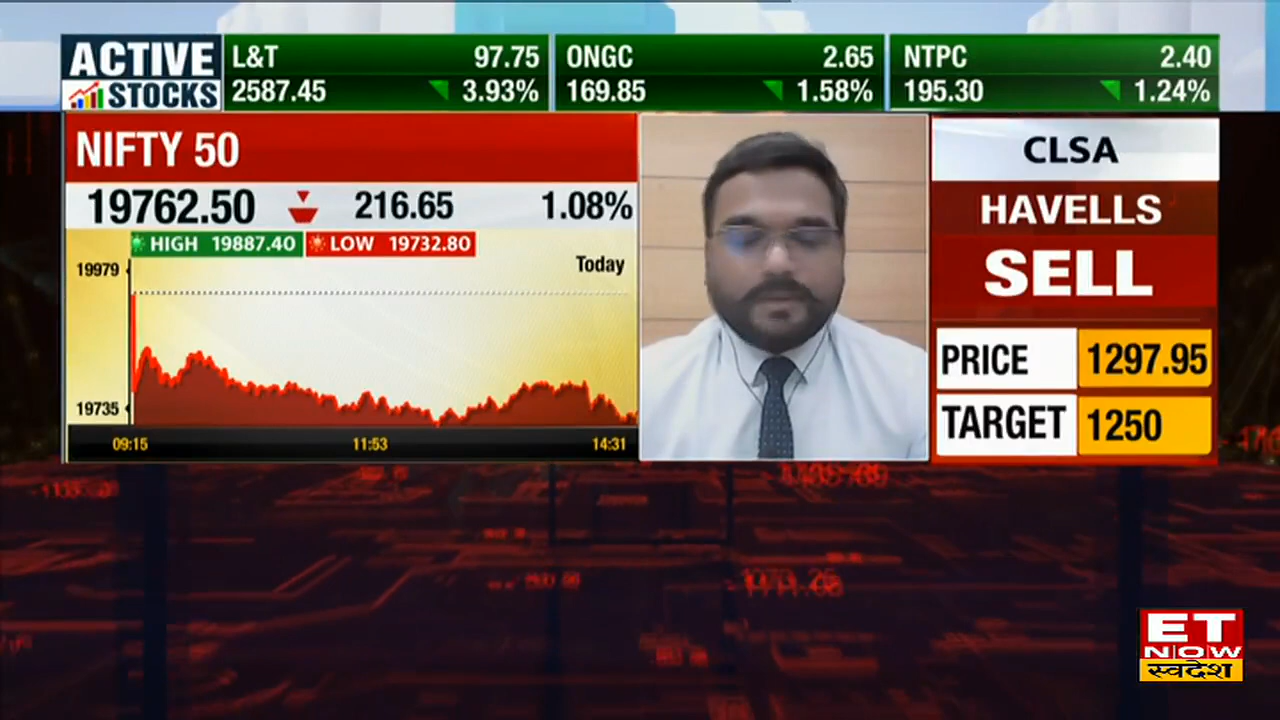 ACTIVE
STOCKS
L&T 97.75
2587.45 3.93%
ONGC 2.65
169.85 1.58%
NTPC 2.40
195.30 1.24%
NIFTY 50
19762.50 216.65 1.08%
HIGH 19887.40 LOW 19732.80
Today
19979
19735
09:15 11:53 14:31
CLSA
HAVELLS
SELL
PRICE 1297.95
TARGET 1250
ET
NOW
स्वदेश